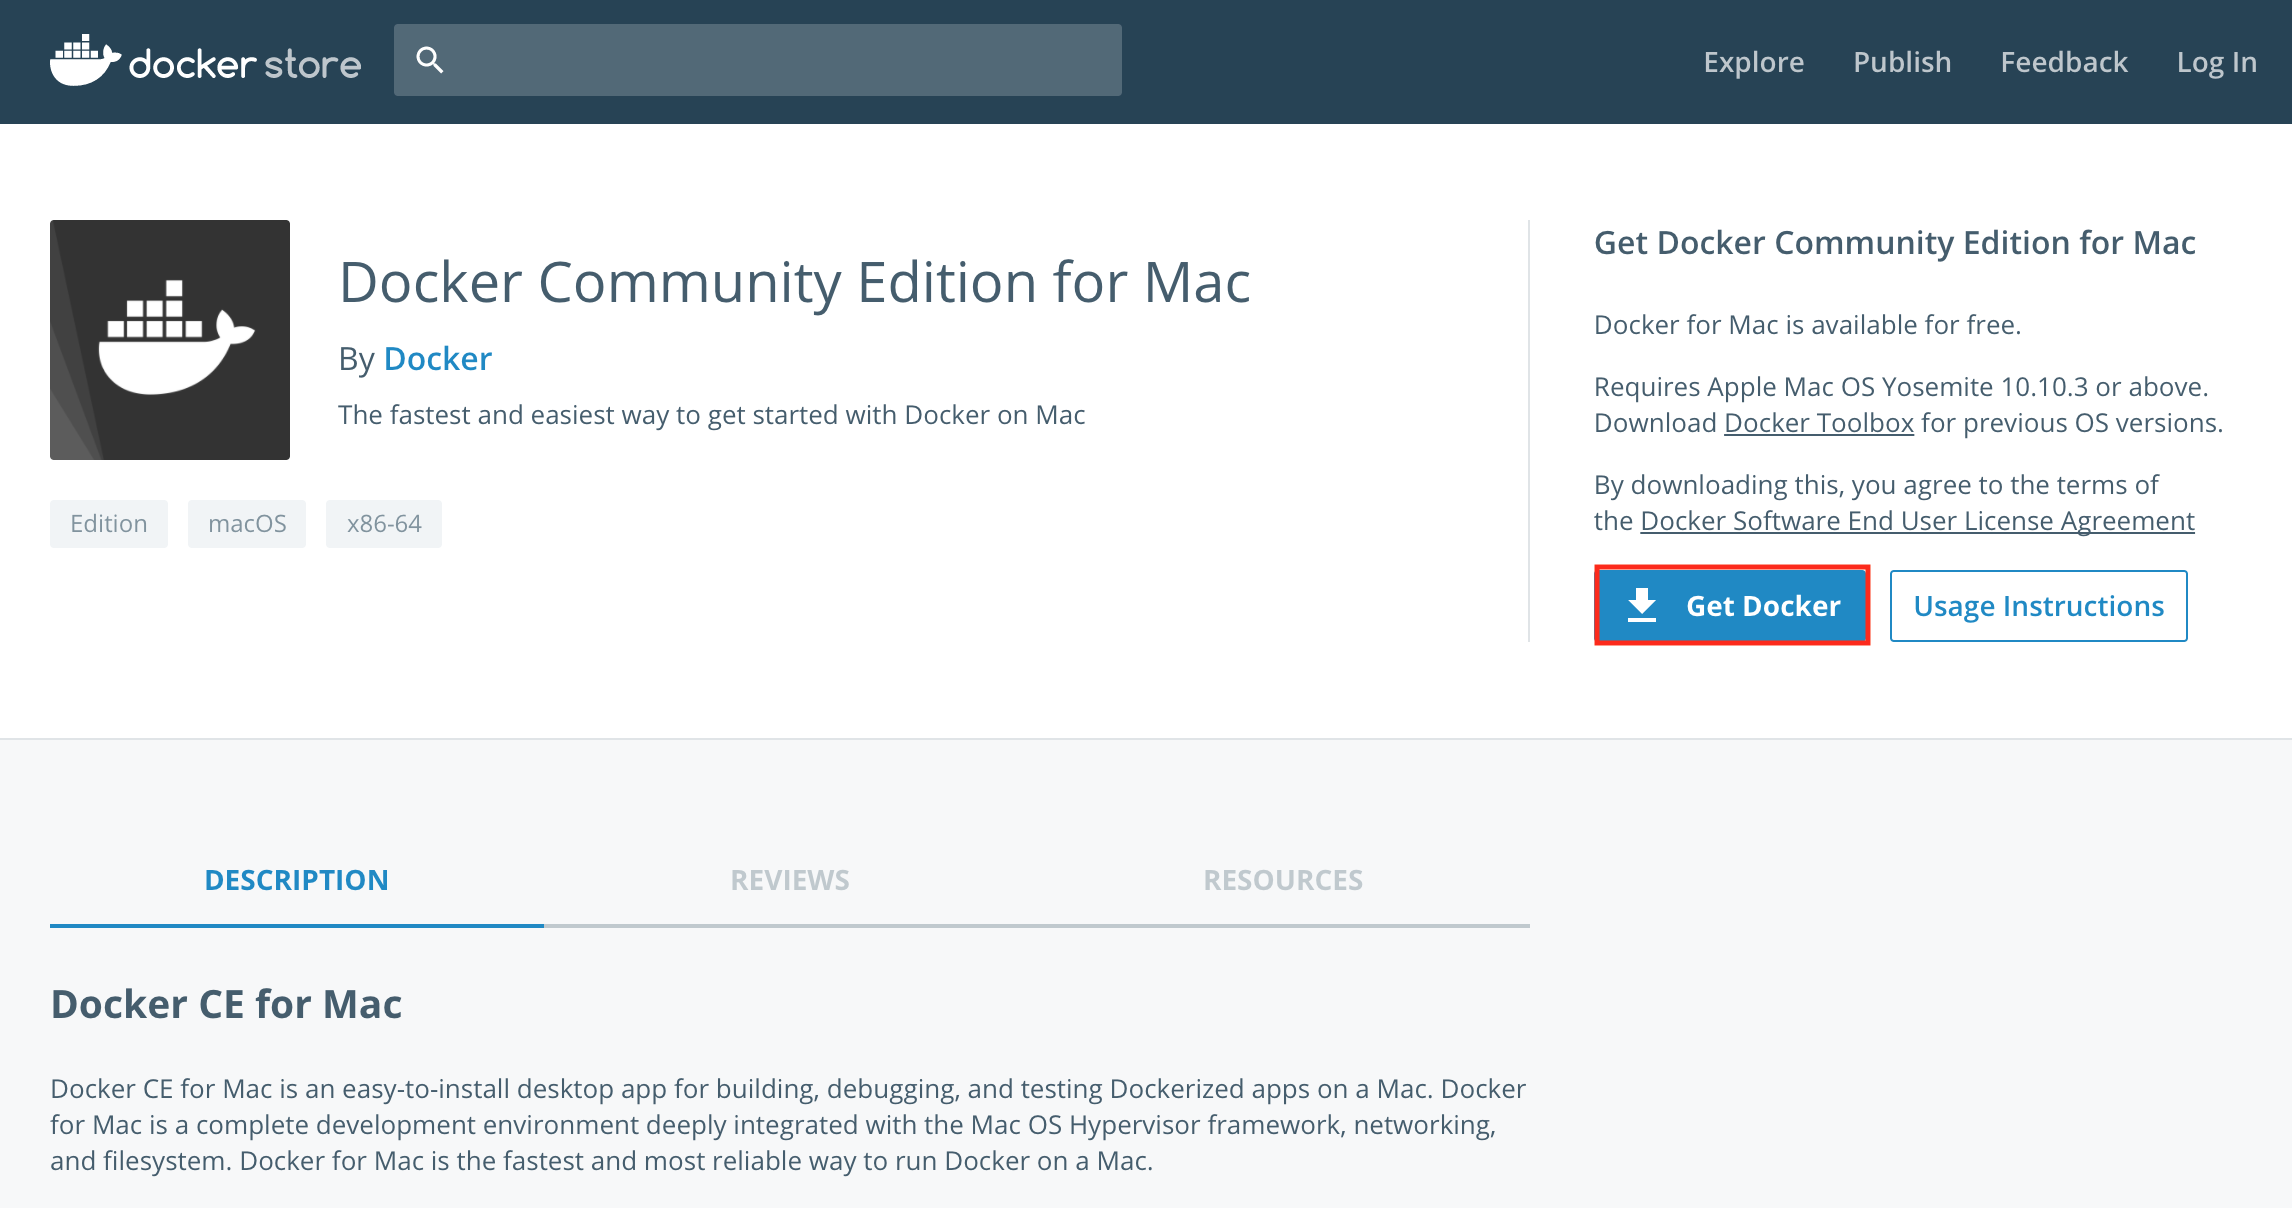 docker store
Explore
Publish
Feedback
Log In
Docker Community Edition for Mac
By Docker
The fastest and easiest way to get started with Docker on Mac
Edition
macOS
x86-64
Get Docker Community Edition for Mac
Docker for Mac is available for free.
Requires Apple Mac OS Yosemite 10.10.3 or above.
Download Docker Toolbox for previous OS versions.
By downloading this, you agree to the terms of
the Docker Software End User License Agreement
Get Docker
Usage Instructions
DESCRIPTION
REVIEWS
RESOURCES
Docker CE for Mac
Docker CE for Mac is an easy-to-install desktop app for building, debugging, and testing Dockerized apps on a Mac. Docker
for Mac is a complete development environment deeply integrated with the Mac OS Hypervisor framework, networking,
and filesystem. Docker for Mac is the fastest and most reliable way to run Docker on a Mac.